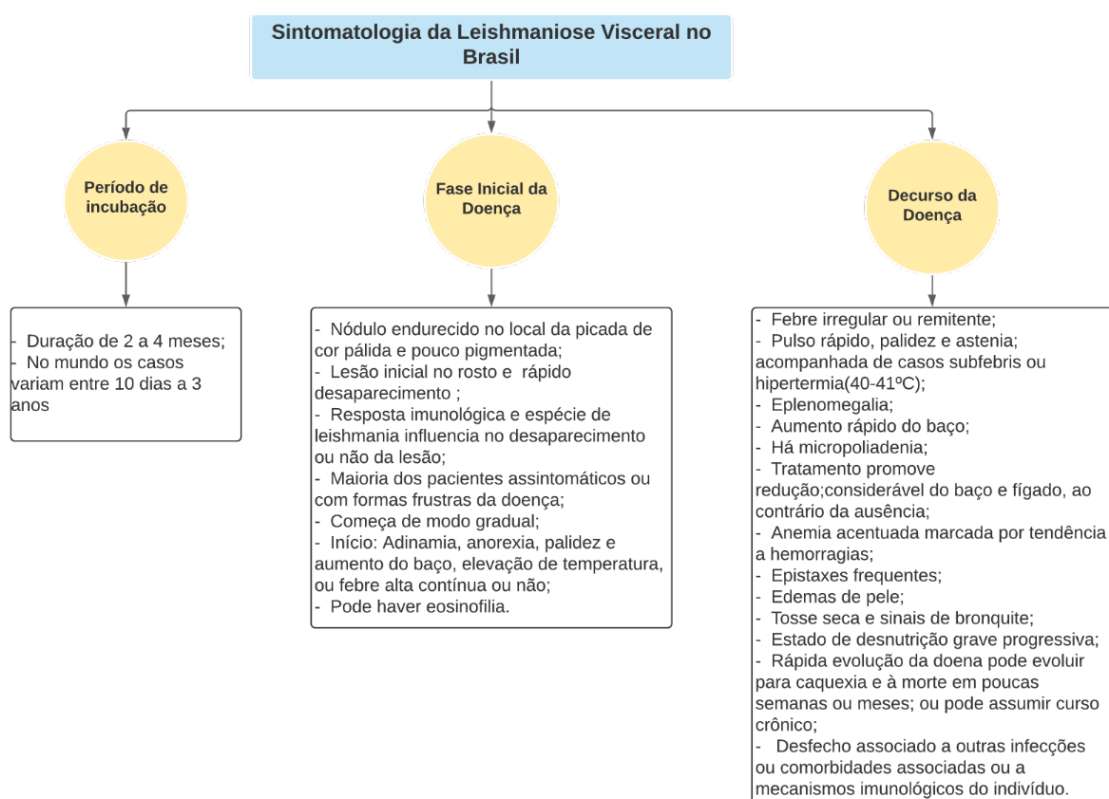 Sintomatologia da Leishmaniose Visceral no
Brasil
Período de
incubação
- Duração de 2 a 4 meses;
- No mundo os casos
variam entre 10 dias a 3
anos
Fase Inicial da
Doença
- Nódulo endurecido no local da picada de
cor pálida e pouco pigmentada;
- Lesão inicial no rosto e rápido
desaparecimento ;
- Resposta imunológica e espécie de
leishmania influencia no desaparecimento
ou não da lesão;
- Maioria dos pacientes assintomáticos ou
com formas frustras da doença;
- Começa de modo gradual;
- Início: Adinamia, anorexia, palidez e
aumento do baço, elevação de temperatura,
ou febre alta contínua ou não;
- Pode haver eosinofilia.
Decurso da
Doença
- Febre irregular ou remitente;
- Pulso rápido, palidez e astenia;
acompanhada de casos subfebris ou
hipertermia(40-41ºC);
- Eplenomegalia;
- Aumento rápido do baço;
- Há micropoliadenia;
- Tratamento promove
redução;considerável do baço e fígado, ao
contrário da ausência;
- Anemia acentuada marcada por tendência
a hemorragias;
- Epistaxes frequentes;
- Edemas de pele;
- Tosse seca e sinais de bronquite;
- Estado de desnutrição grave progressiva;
- Rápida evolução da doena pode evoluir
para caquexia e à morte em poucas
semanas ou meses; ou pode assumir curso
crônico;
- Desfecho associado a outras infecções
ou comorbidades associadas ou a
mecanismos imunológicos do indivíduo.